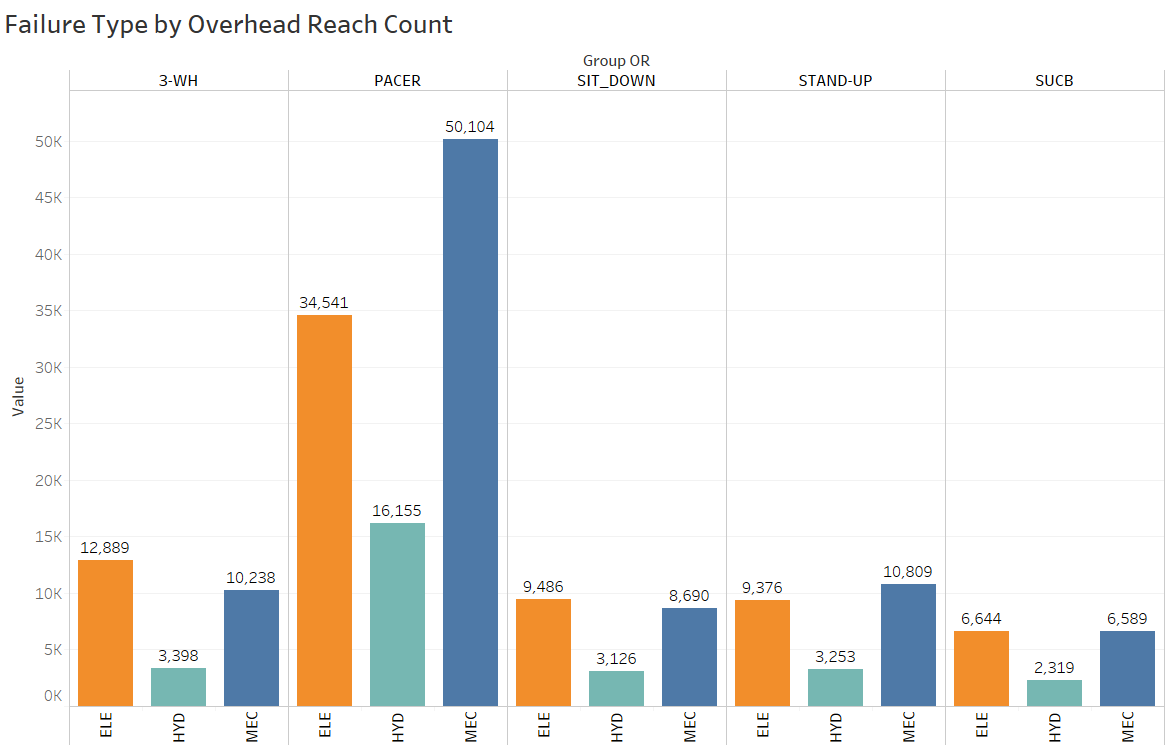 Failure Type by Overhead Reach Count
Group OR
3-WH PACER SIT_DOWN STAND-UP SUCB
Value
50K
45K
40K
35K
30K
25K
20K
15K
10K
5K
0K
12,889 3,398 10,238
34,541 16,155 50,104
9,486 3,126 8,690
9,376 3,253 10,809
6,644 2,319 6,589
ELE HYD MEC ELE HYD MEC ELE HYD MEC ELE HYD MEC ELE HYD MEC